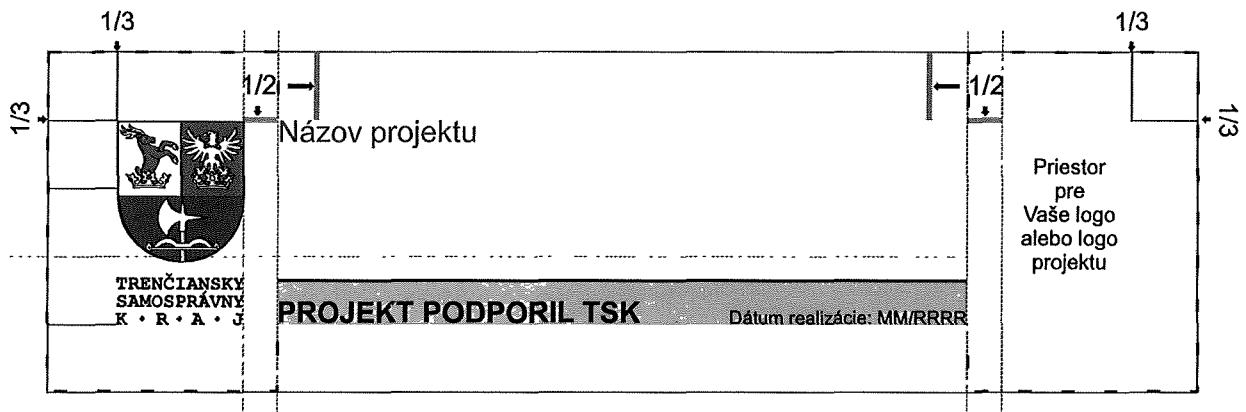 1/3
1/3
1/2
1/2
1/3
1/3
Názov projektu
Priestor
pre
Vaše logo
alebo logo
projektu
TRENČIANSKY
SAMOSPRÁVNY
K • R • A • J
PROJEKT PODPORIL TSK
Dátum realizácie: MM/RRRR